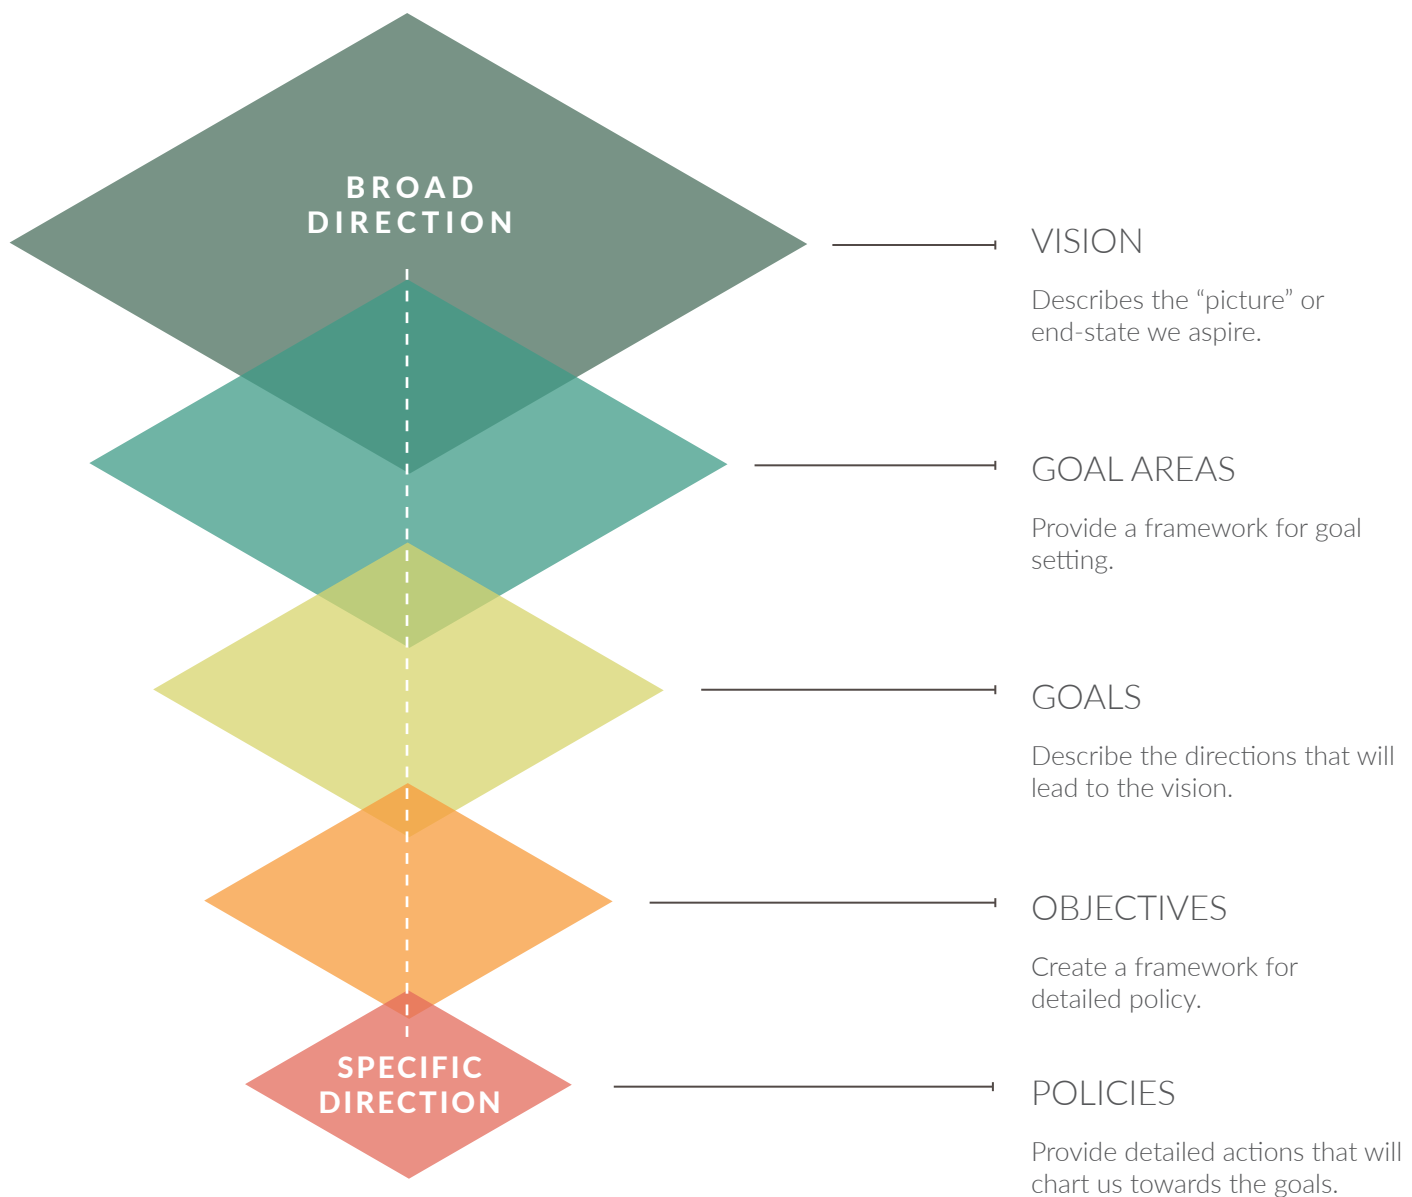 BROAD
DIRECTION
VISION
Describes the “picture” or
end-state we aspire.
GOAL AREAS
Provide a framework for goal
setting.
GOALS
Describe the directions that will
lead to the vision.
OBJECTIVES
Create a framework for
detailed policy.
SPECIFIC
DIRECTION
POLICIES
Provide detailed actions that will
chart us towards the goals.